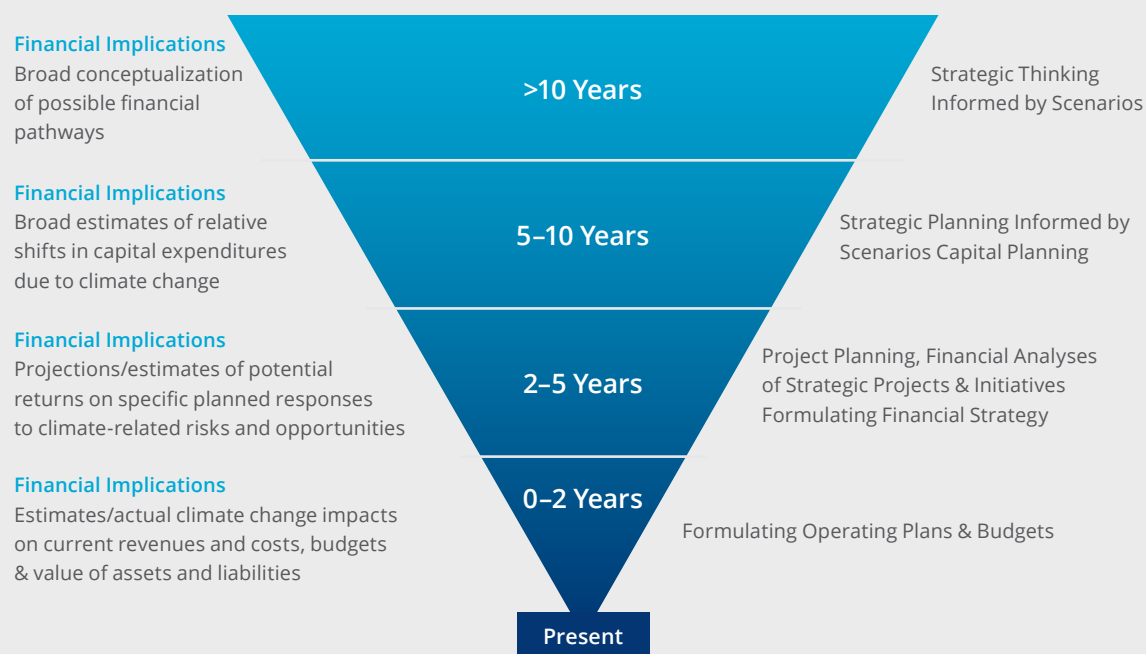 Financial Implications
Broad conceptualization
of possible financial
pathways
>10 Years
Strategic Thinking
Informed by Scenarios
Financial Implications
Broad estimates of relative
shifts in capital expenditures
due to climate change
5–10 Years
Strategic Planning Informed by
Scenarios Capital Planning
Financial Implications
Projections/estimates of potential
returns on specific planned responses
to climate-related risks and opportunities
2–5 Years
Project Planning, Financial Analyses
of Strategic Projects & Initiatives
Formulating Financial Strategy
Financial Implications
Estimates/actual climate change impacts
on current revenues and costs, budgets
& value of assets and liabilities
0–2 Years
Formulating Operating Plans & Budgets
Present